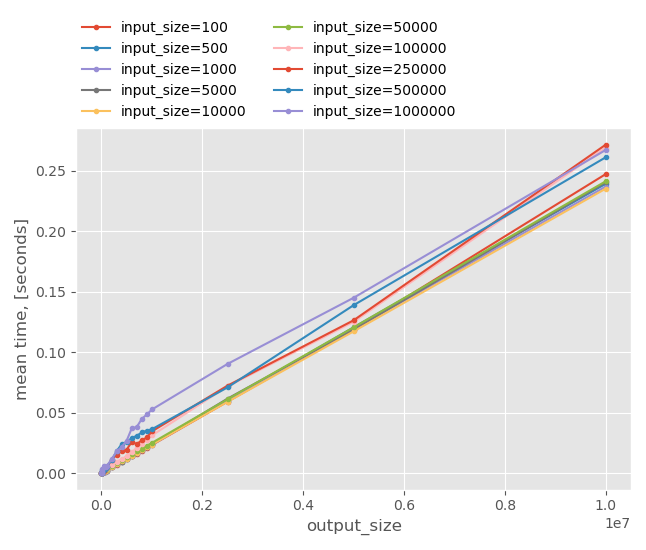 input_size=100
input_size=500
input_size=1000
input_size=5000
input_size=10000
input_size=50000
input_size=100000
input_size=250000
input_size=500000
input_size=1000000
mean time, [seconds]
0.25
0.20
0.15
0.10
0.05
0.00
0.0 0.2 0.4 0.6 0.8 1.0
1e7
output_size